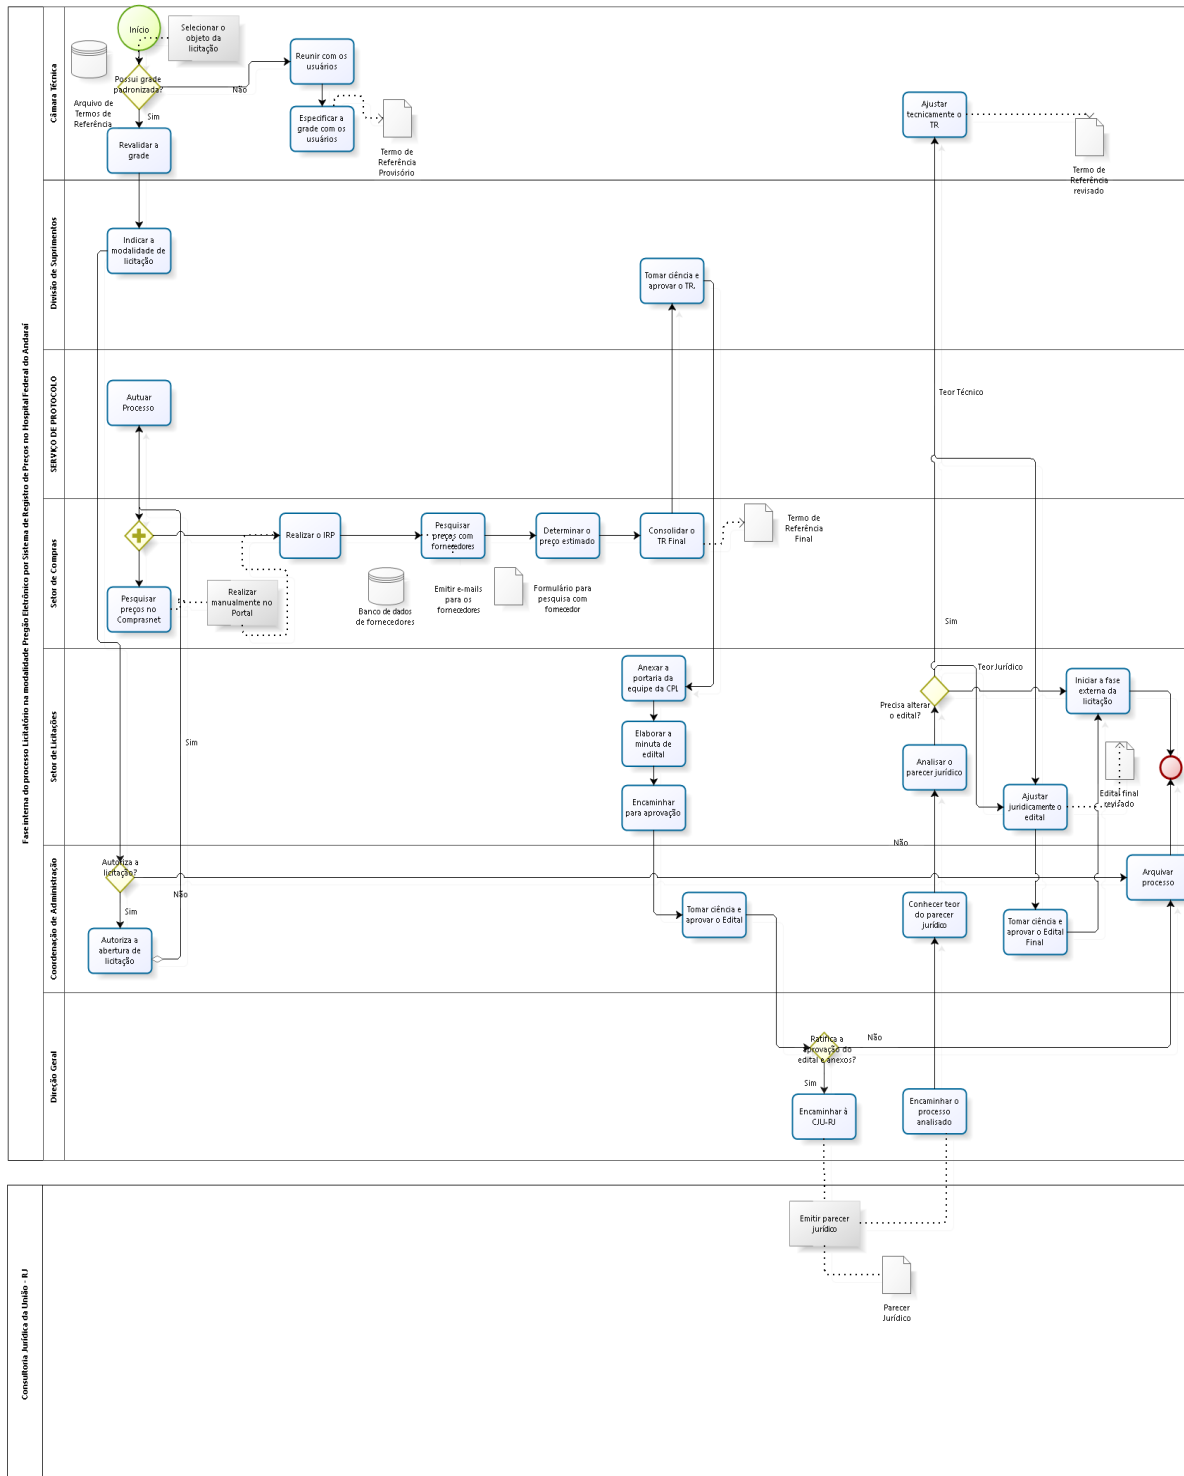 Fase interna do processo Licitatório na modalidade Pregão Eletrônico por Sistema de Registro de Preços no Hospital Federal do Andaraí
Câmara Técnica
Início
Selecionar o
objeto da
licitação
Possui grade
padronizada?
Não
Sim
Arquivo de
Termos de
Referência
Revalidar a
grade
Reunir com os
usuários
Especificar a
grade com os
usuários
Termo de
Referência
Provisório
Ajustar
tecnicamente o
TR
Termo de
Referência
revisado
Divisão de Suprimentos
Indicar a
modalidade de
licitação
Tomar ciência e
aprovar o TR.
SERVIÇO DE PROTOCOLO
Autuar
Processo
Teor Técnico
Setor de Compras
Realizar o IRP
Pesquisar
preços com
fornecedores
Determinar o
preço estimado
Consolidar o
TR Final
Termo de
Referência
Final
Pesquisar
preços no
Comprasnet
Realizar
manualmente no
Portal
Banco de dados
de fornecedores
Emitir e-mails
para os
fornecedores
Formulário para
pesquisa com
fornecedor
Sim
Setor de Licitações
Sim
Anexar a
portaria da
equipe da CPL
Elaborar a
minuta de
ediltal
Encaminhar
para aprovação
Teor Jurídico
Precisa alterar
o edital?
Iniciar a fase
externa da
licitação
Analisar o
parecer jurídico
Ajustar
juridicamente o
edital
Edital final
revisado
Não
Coordenação de Administração
Autoriza a
licitação?
Não
Sim
Autoriza a
abertura de
licitação
Tomar ciência e
aprovar o Edital
Conhecer teor
do parecer
jurídico
Tomar ciência e
aprovar o Edital
Final
Arquivar
processo
Direção Geral
Ratifica a
aprovação do
edital e anexos?
Não
Sim
Encaminhar à
CJU-RJ
Encaminhar o
processo
analisado
Consultoria Jurídica da União - RJ
Emitir parecer
jurídico
Parecer
Jurídico